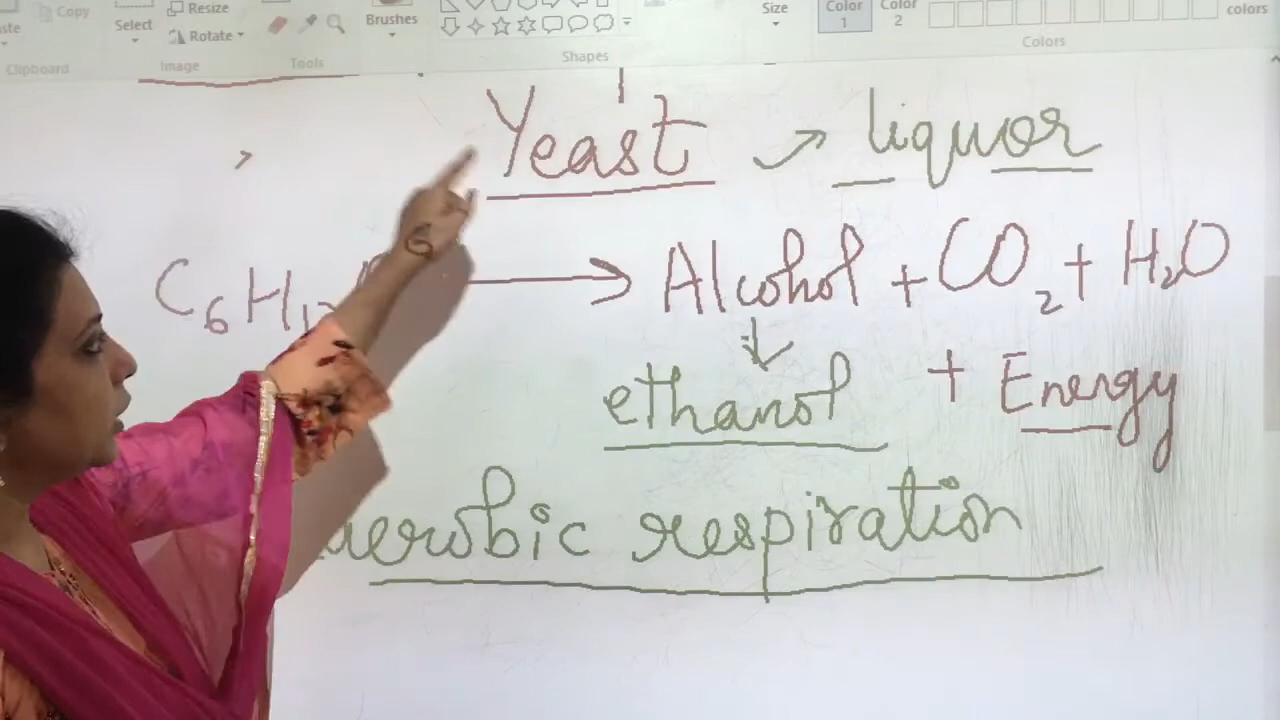 Copy
Resize
Rotate
Select
Brushes
Size
Color 1
Color 2
colors
Clipboard
Image
Tools
Shapes
Colors
Yeast liquor
C6H12 → Alcohol + CO2 + H2O
ethanol + Energy
aerobic respiration